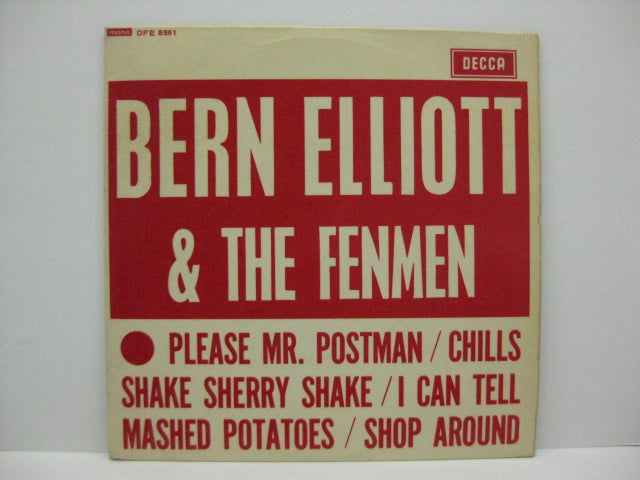 mono DFE 8561
DECCA
BERN ELLIOTT
& THE FENMEN
PLEASE MR. POSTMAN / CHILLS
SHAKE SHERRY SHAKE / I CAN TELL
MASHED POTATOES / SHOP AROUND